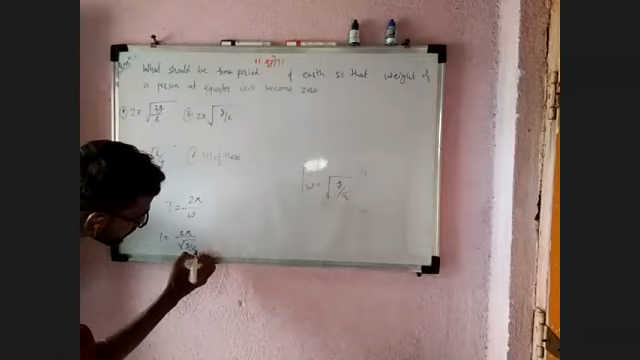 " श्री "
What should be time period of earth so that weight of
a person at equator will become zero.
2π √2g/R (B) 2π √g/R
None of these
ω = √g/R
T = 2π/ω
T = 2π/√g/R